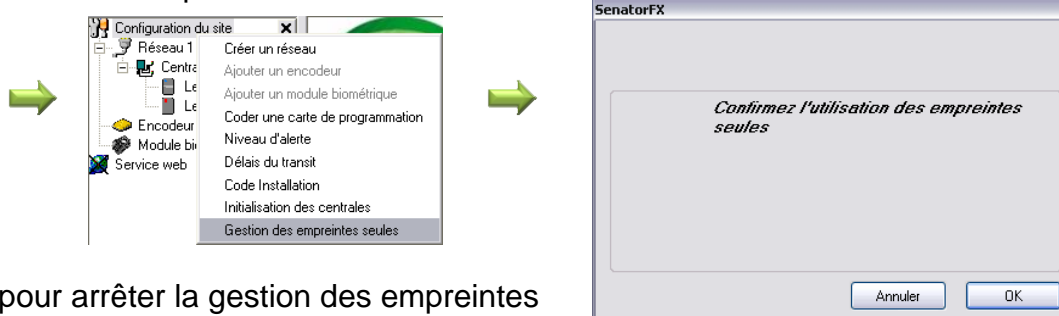 Configuration du site
Réseau 1
Centra
Le
Le
Encodeur
Module bi
Service web
Créer un réseau
Ajouter un encodeur
Ajouter un module biométrique
Coder une carte de programmation
Niveau d'alerte
Délais du transit
Code Installation
Initialisation des centrales
Gestion des empreintes seules
SenatorFX
Confirmez l'utilisation des empreintes
seules
Annuler
OK
pour arrêter la gestion des empreintes